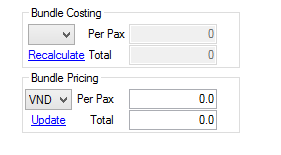 Bundle Costing
Per Pax 0
Recalculate Total 0
Bundle Pricing
VND Per Pax 0.0
Update Total 0.0